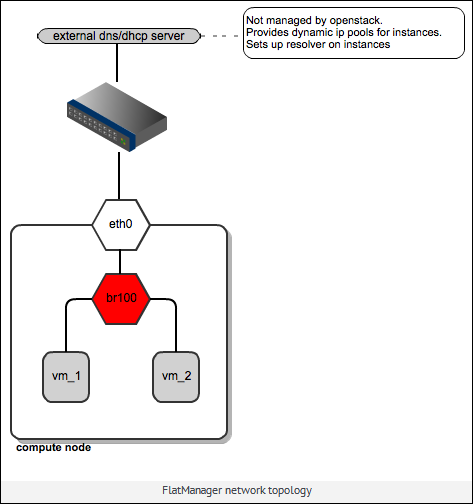 external dns/dhcp server
Not managed by openstack.
Provides dynamic ip pools for instances.
Sets up resolver on instances
eth0
br100
vm_1
vm_2
compute node
FlatManager network topology